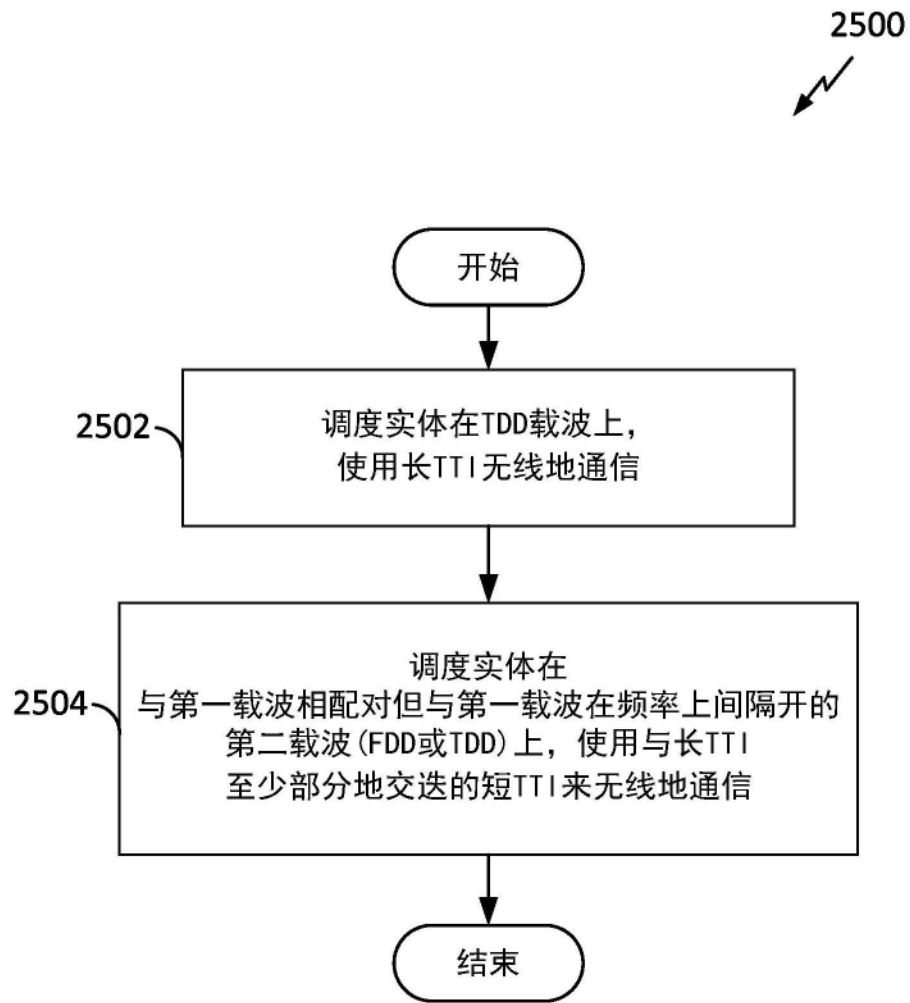 2500
开始
2502
调度实体在TDD载波上,
使用长TTI无线地通信
2504
调度实体在
与第一载波相配对但与第一载波在频率上间隔开的
第二载波(FDD或TDD)上, 使用与长TTI
至少部分地交迭的短TTI来无线地通信
结束